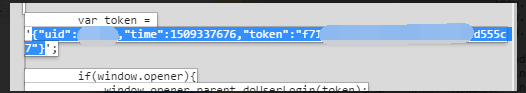 var token =
'{"uid": ,"time":1509337676,"token":"f71 d555c
7"}';
if(window.opener){
window.opener.parent.doUserLogin(token);